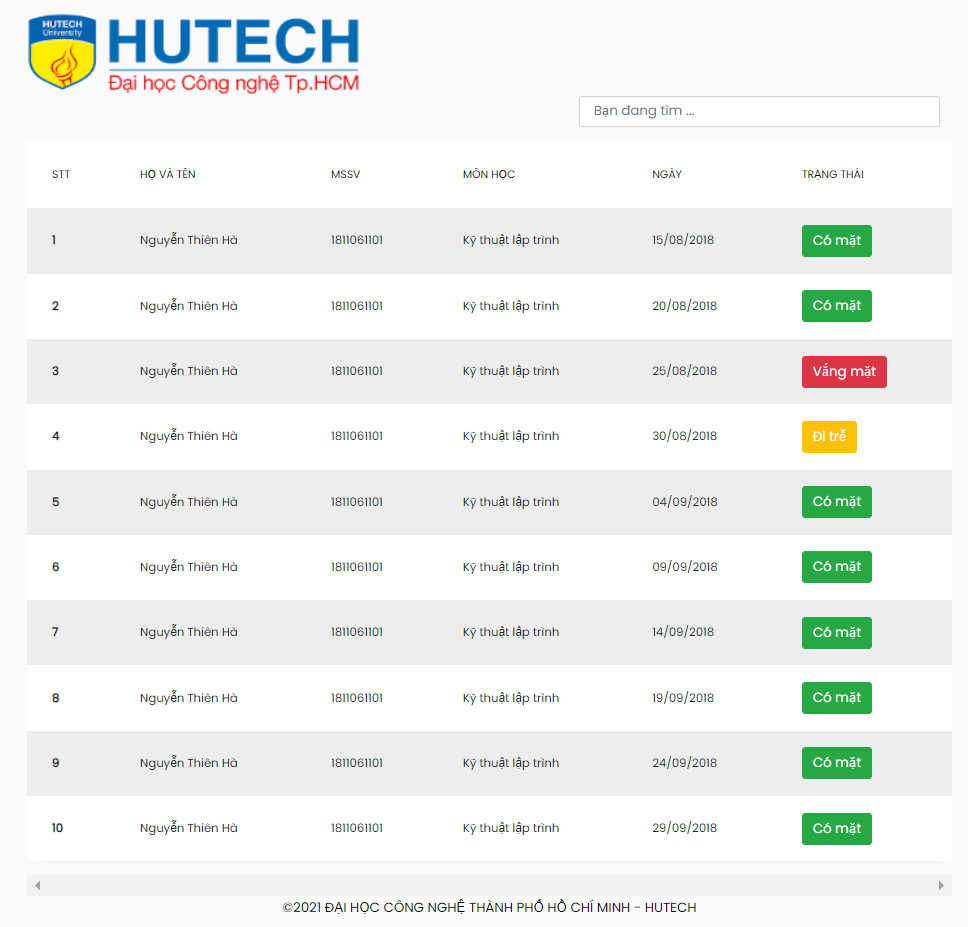 HUTECH
University
HUTECH
Đại học Công nghệ Tp.HCM
Bạn đang tìm ...
STT HỌ VÀ TÊN MSSV MÔN HỌC NGÀY TRẠNG THÁI
1 Nguyễn Thiên Hà 1811061101 Kỹ thuật lập trình 15/08/2018 Có mặt
2 Nguyễn Thiên Hà 1811061101 Kỹ thuật lập trình 20/08/2018 Có mặt
3 Nguyễn Thiên Hà 1811061101 Kỹ thuật lập trình 25/08/2018 Vắng mặt
4 Nguyễn Thiên Hà 1811061101 Kỹ thuật lập trình 30/08/2018 Đi trễ
5 Nguyễn Thiên Hà 1811061101 Kỹ thuật lập trình 04/09/2018 Có mặt
6 Nguyễn Thiên Hà 1811061101 Kỹ thuật lập trình 09/09/2018 Có mặt
7 Nguyễn Thiên Hà 1811061101 Kỹ thuật lập trình 14/09/2018 Có mặt
8 Nguyễn Thiên Hà 1811061101 Kỹ thuật lập trình 19/09/2018 Có mặt
9 Nguyễn Thiên Hà 1811061101 Kỹ thuật lập trình 24/09/2018 Có mặt
10 Nguyễn Thiên Hà 1811061101 Kỹ thuật lập trình 29/09/2018 Có mặt
©2021 ĐẠI HỌC CÔNG NGHỆ THÀNH PHỐ HỒ CHÍ MINH - HUTECH